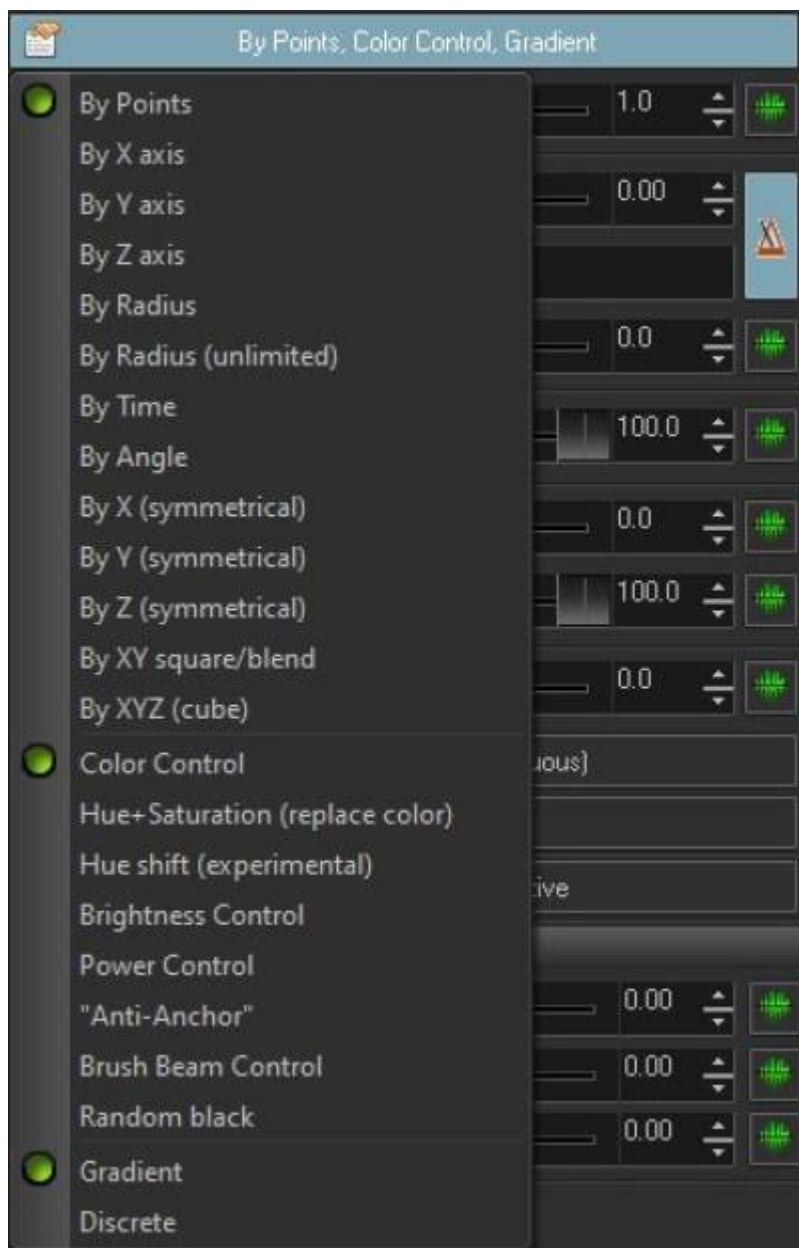 By Points, Color Control, Gradient
By Points
1.0
By X axis
By Y axis
0.00
By Z axis
By Radius
By Radius (unlimited)
0.0
By Time
100.0
By Angle
By X (symmetrical)
0.0
By Y (symmetrical)
By Z (symmetrical)
100.0
By XY square/blend
0.0
By XYZ (cube)
Color Control
uous)
Hue+Saturation (replace color)
Hue shift (experimental)
ive
Brightness Control
Power Control
"Anti-Anchor"
0.00
Brush Beam Control
0.00
Random black
0.00
Gradient
Discrete